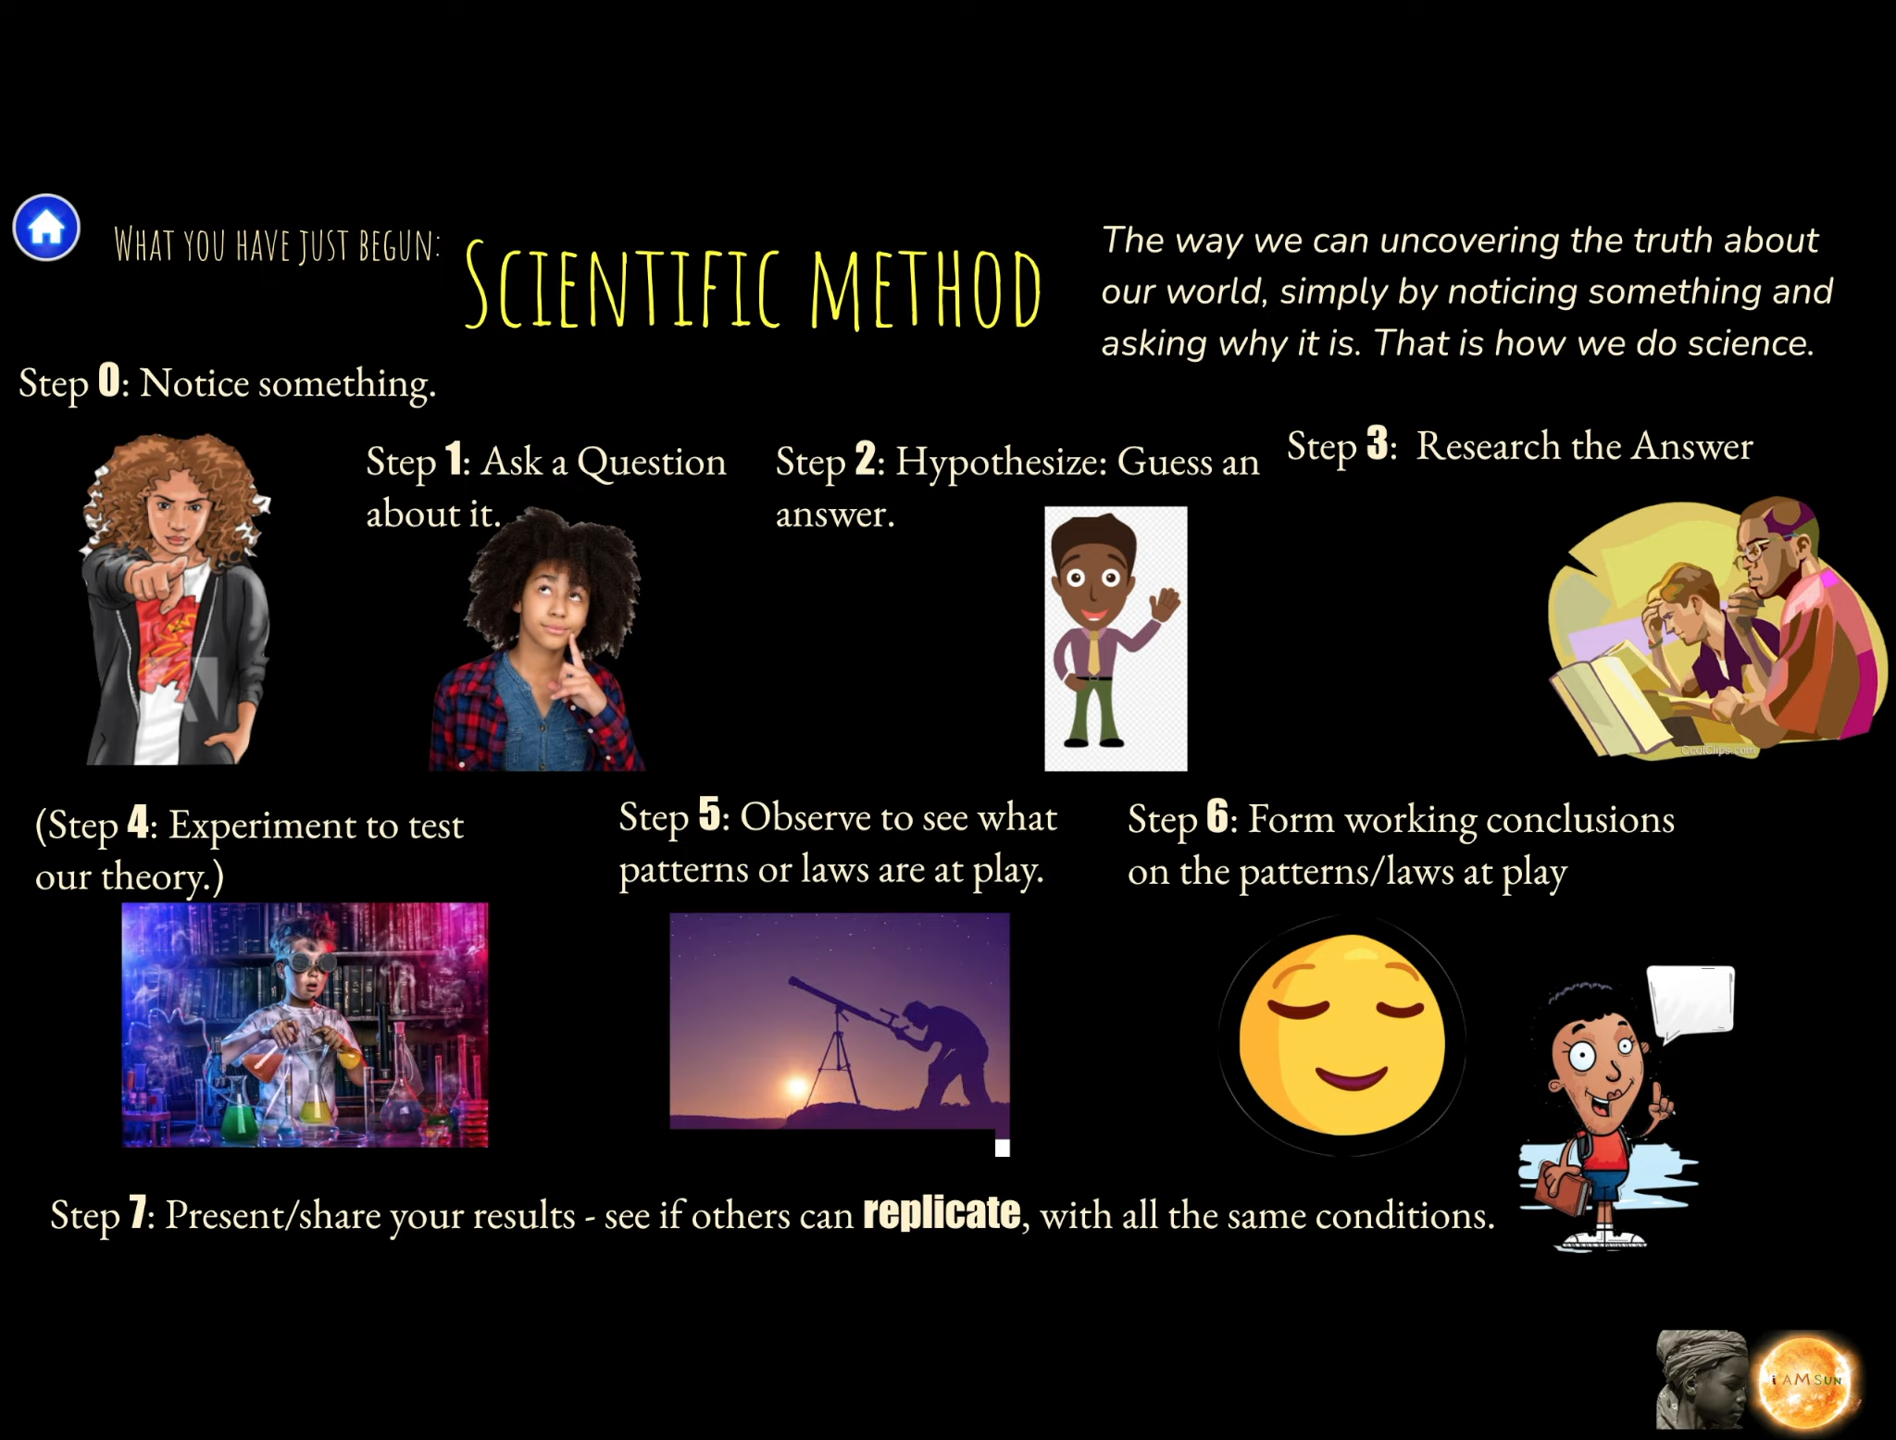 What you have just begun:
Scientific method
The way we can uncovering the truth about
our world, simply by noticing something and
asking why it is. That is how we do science.
Step 0: Notice something.
Step 1: Ask a Question
about it.
Step 2: Hypothesize: Guess an
answer.
Step 3: Research the Answer
CoolClips.com
(Step 4: Experiment to test
our theory.)
Step 5: Observe to see what
patterns or laws are at play.
Step 6: Form working conclusions
on the patterns/laws at play
Step 7: Present/share your results - see if others can replicate, with all the same conditions.
i AM SUN